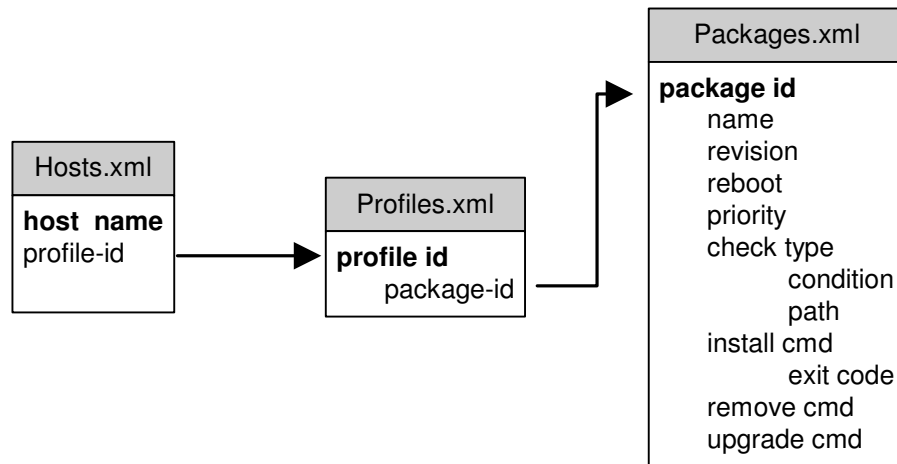 Hosts.xml
host name
profile-id
Profiles.xml
profile id
package-id
Packages.xml
package id
name
revision
reboot
priority
check type
condition
path
install cmd
exit code
remove cmd
upgrade cmd